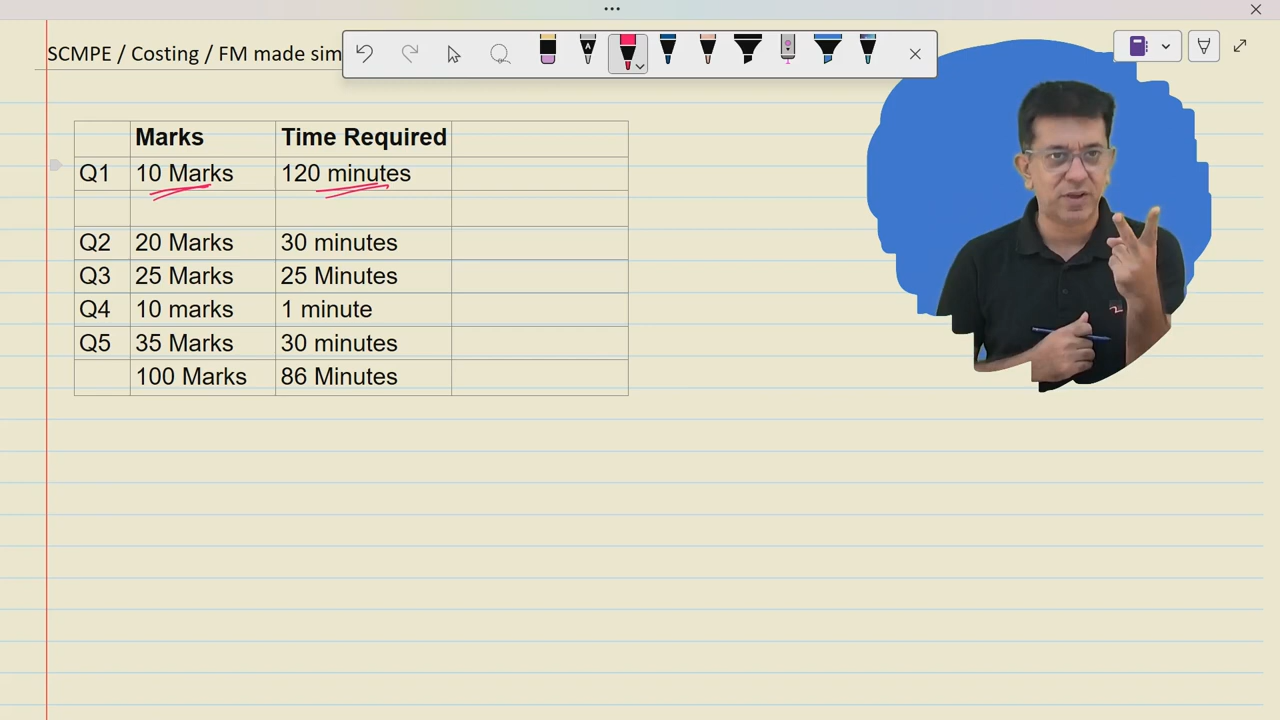 SCMPE / Costing / FM made sim
Marks Time Required
Q1 10 Marks 120 minutes
Q2 20 Marks 30 minutes
Q3 25 Marks 25 Minutes
Q4 10 marks 1 minute
Q5 35 Marks 30 minutes
100 Marks 86 Minutes